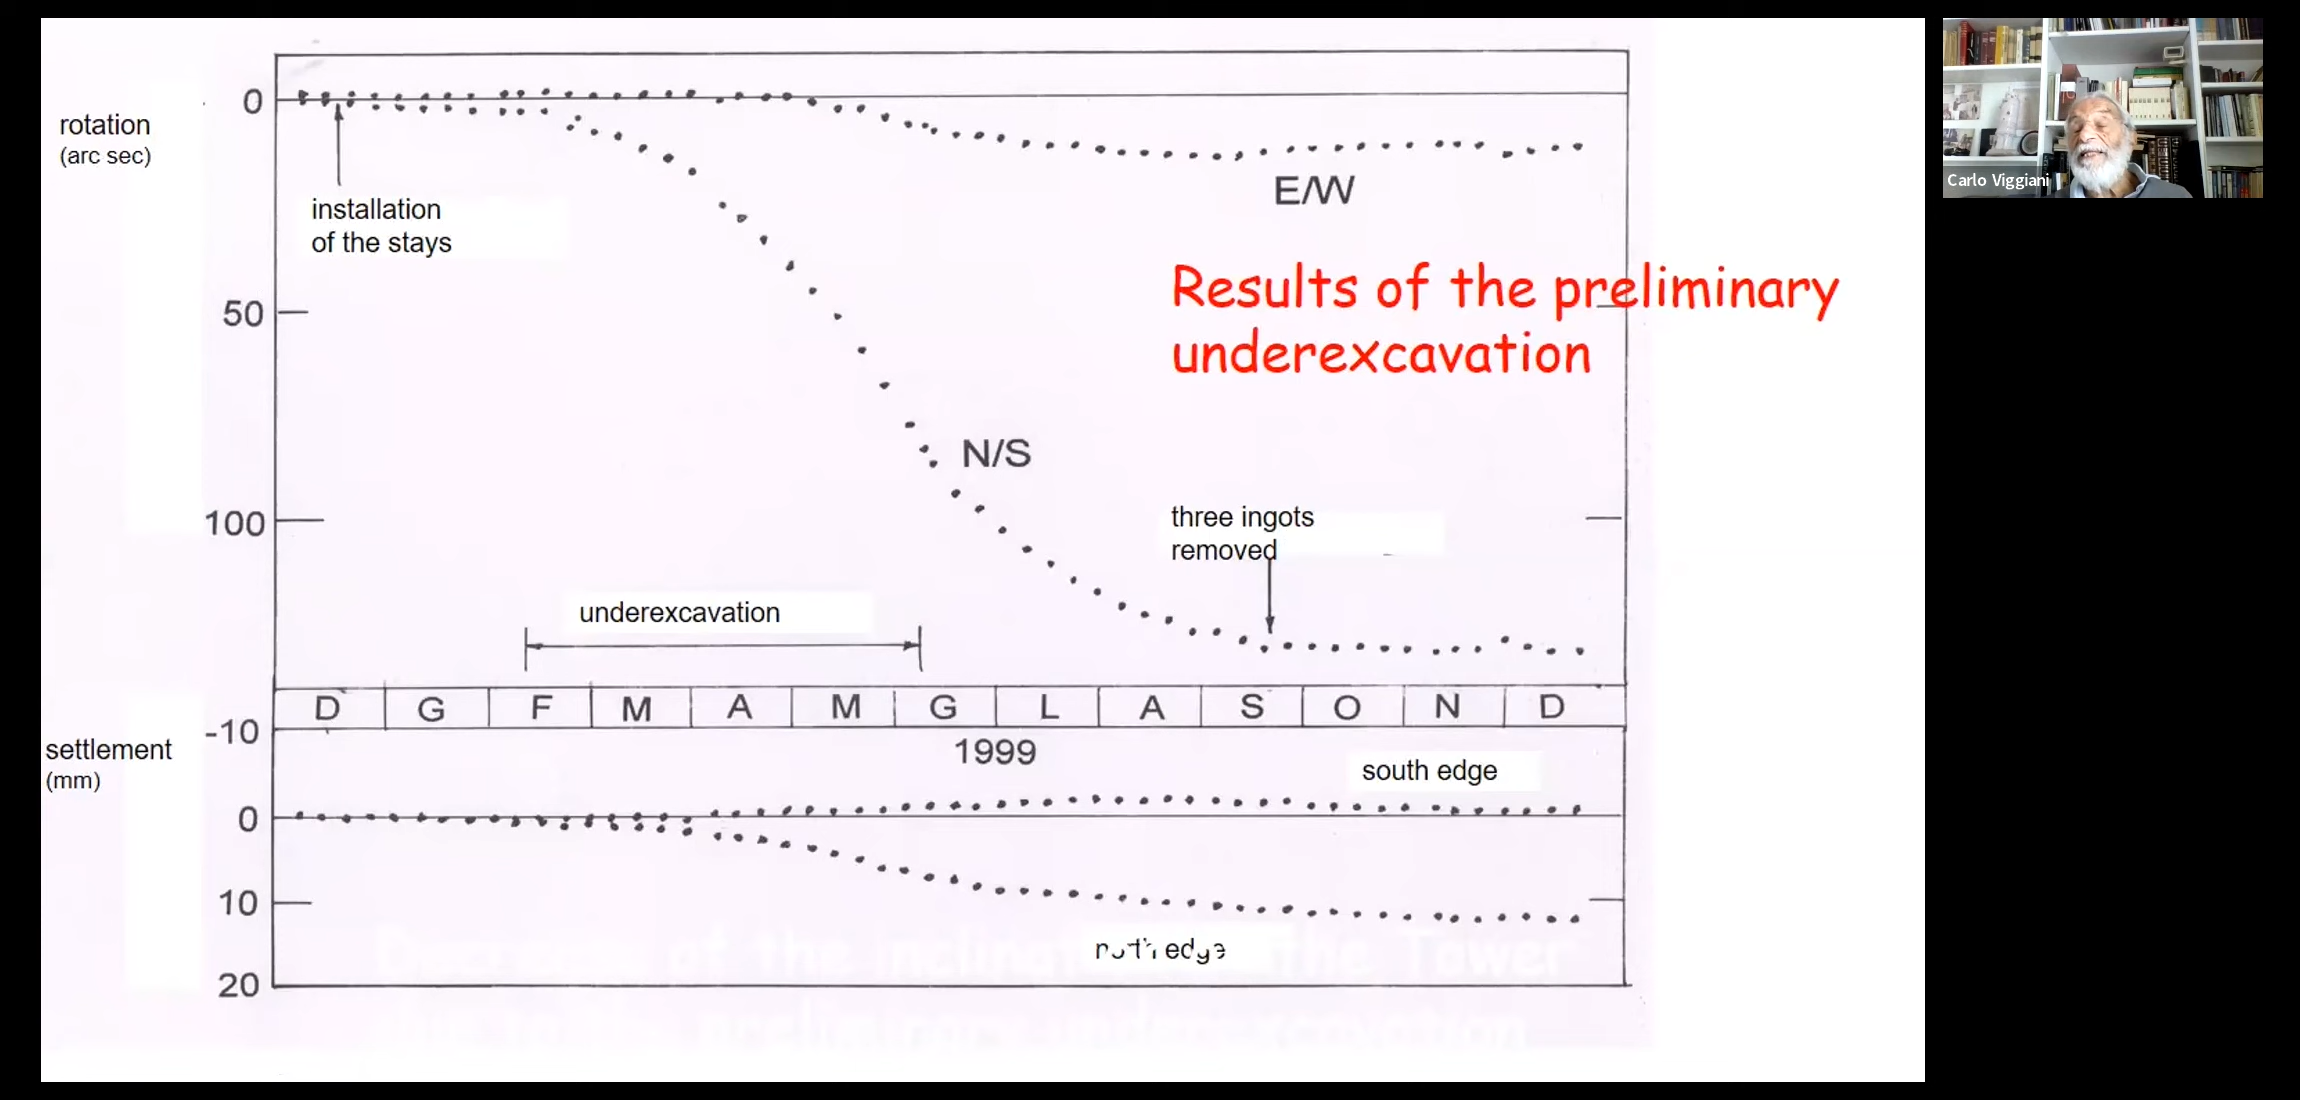 0
rotation
(arc sec)
installation
of the stays
E/W
Results of the preliminary
underexcavation
50
N/S
100
three ingots
removed
underexcavation
D G F M A M G L A S O N D
-10
1999
settlement
(mm)
south edge
0
10
edge
20
Carlo Viggiani